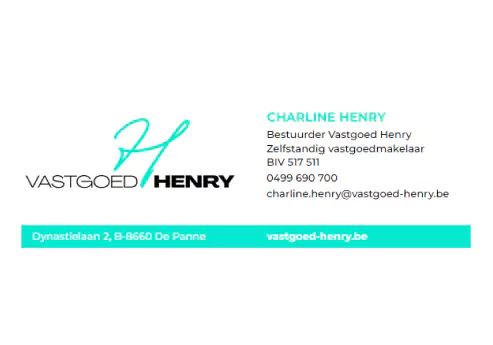 VASTGOED HENRY
CHARLINE HENRY
Bestuurder Vastgoed Henry
Zelfstandig vastgoedmakelaar
BIV 517 511
0499 690 700
charline.henry@vastgoed-henry.be
Dynastielaan 2, B-8660 De Panne
vastgoed-henry.be